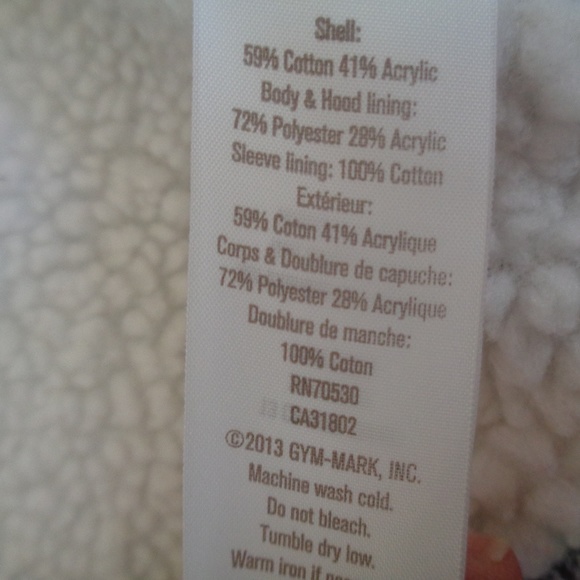 Shell:
59% Cotton 41% Acrylic
Body & Hood lining:
72% Polyester 28% Acrylic
Sleeve lining: 100% Cotton
Extérieur:
59% Coton 41% Acrylique
Corps & Doublure de capuche:
72% Polyester 28% Acrylique
Doublure de manche:
100% Coton
RN70530
CA31802
©2013 GYM-MARK, INC.
Machine wash cold.
Do not bleach.
Tumble dry low.
Warm iron if